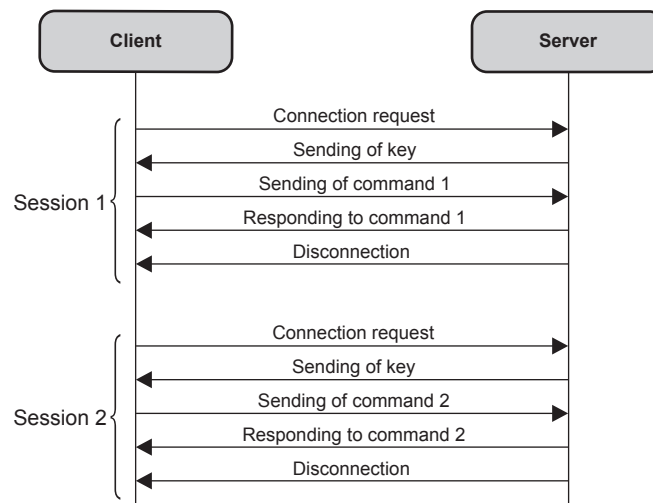 Client
Server
Connection request
Sending of key
Sending of command 1
Session 1
Responding to command 1
Disconnection
Connection request
Sending of key
Sending of command 2
Session 2
Responding to command 2
Disconnection